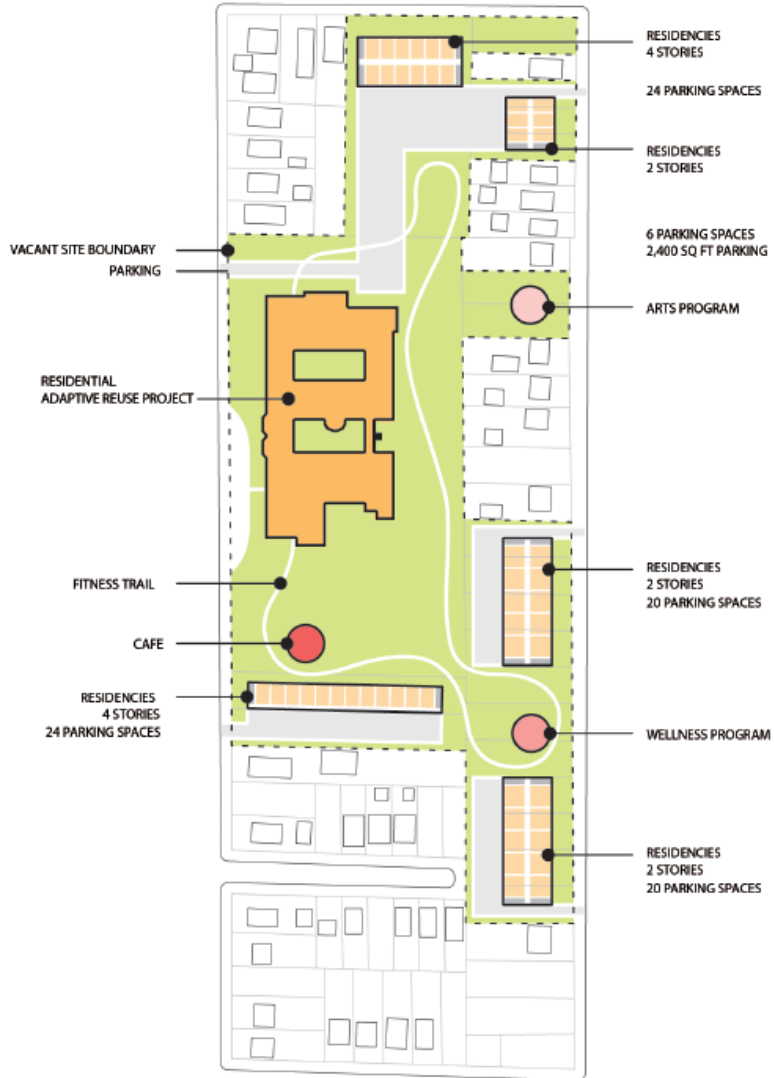 RESIDENCIES
4 STORIES
24 PARKING SPACES
RESIDENCIES
2 STORIES
6 PARKING SPACES
2,400 SQ FT PARKING
VACANT SITE BOUNDARY
PARKING
ARTS PROGRAM
RESIDENTIAL
ADAPTIVE REUSE PROJECT
RESIDENCIES
2 STORIES
20 PARKING SPACES
FITNESS TRAIL
CAFE
RESIDENCIES
4 STORIES
24 PARKING SPACES
WELLNESS PROGRAM
RESIDENCIES
2 STORIES
20 PARKING SPACES